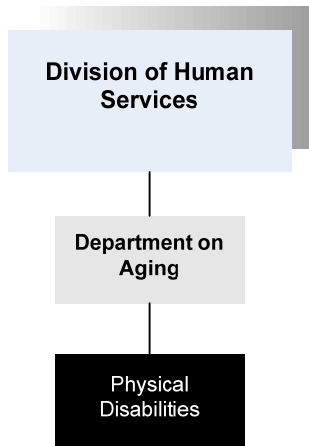 Division of Human
Services
Department on
Aging
Physical
Disabilities